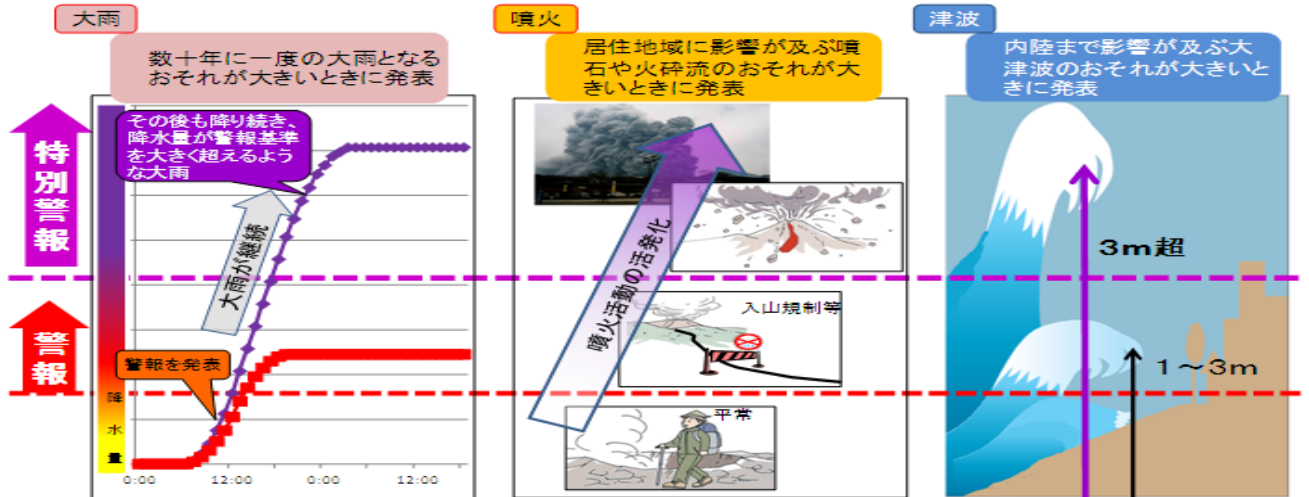 大雨
数十年に一度の大雨となる
おそれが大きいときに発表
特別警報
警報
その後も降り続き、
降水量が警報基準
を大きく超えるよう
な大雨
大雨が継続
警報を発表
降水量
0:00 12:00 0:00 12:00
噴火
居住地域に影響が及ぶ噴
石や火砕流のおそれが大
きいときに発表
噴火活動の活発化
入山規制等
平常
津波
内陸まで影響が及ぶ大
津波のおそれが大きいと
きに発表
3m超
1~3m